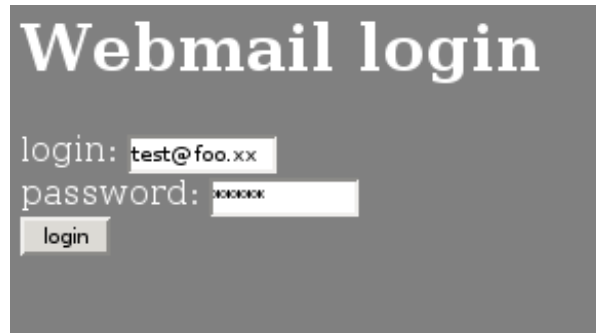 Webmail login
login: test@foo.xx
password: *****
login